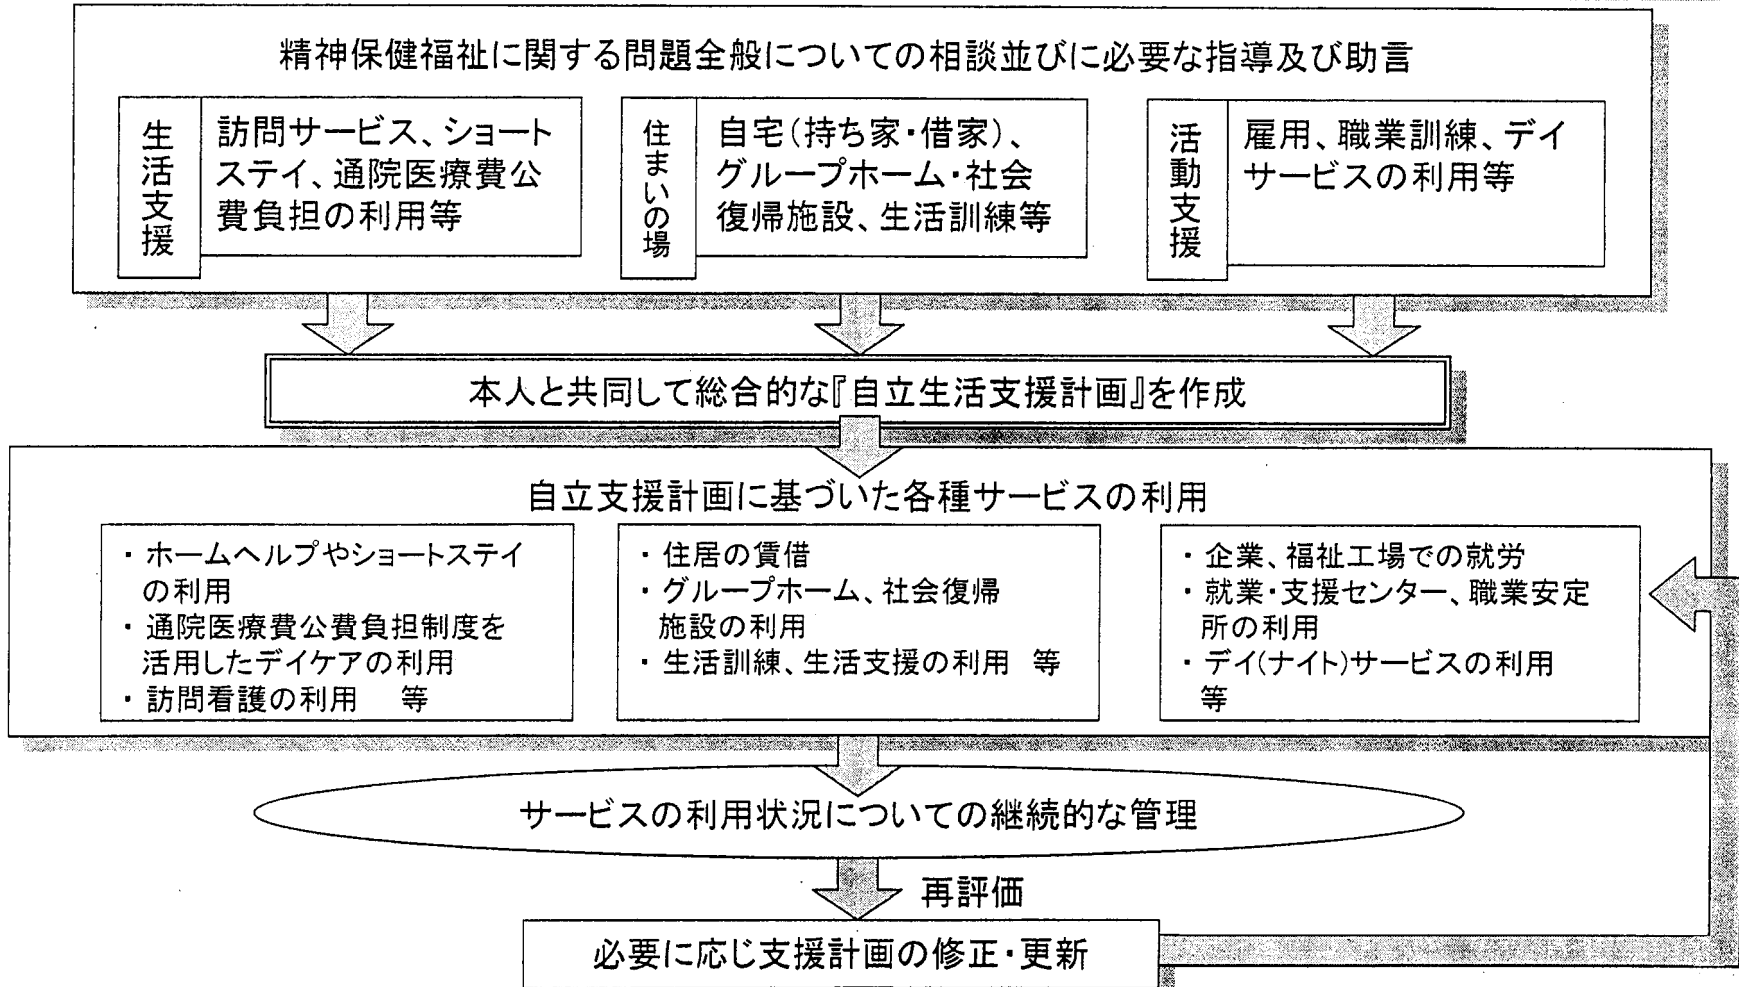 精神保健福祉に関する問題全般についての相談並びに必要な指導及び助言
生活支援
訪問サービス、ショート
ステイ、通院医療費公
費負担の利用等
住まいの場
自宅(持ち家・借家)、
グループホーム・社会
復帰施設、生活訓練等
活動支援
雇用、職業訓練、デイ
サービスの利用等
本人と共同して総合的な『自立生活支援計画』を作成
自立支援計画に基づいた各種サービスの利用
・ ホームヘルプやショートステイ
の利用
・ 通院医療費公費負担制度を
活用したデイケアの利用
・ 訪問看護の利用 等
・ 住居の賃借
・ グループホーム、社会復帰
施設の利用
・ 生活訓練、生活支援の利用 等
・ 企業、福祉工場での就労
・ 就業・支援センター、職業安定
所の利用
・ デイ(ナイト)サービスの利用
等
サービスの利用状況についての継続的な管理
再評価
必要に応じ支援計画の修正・更新